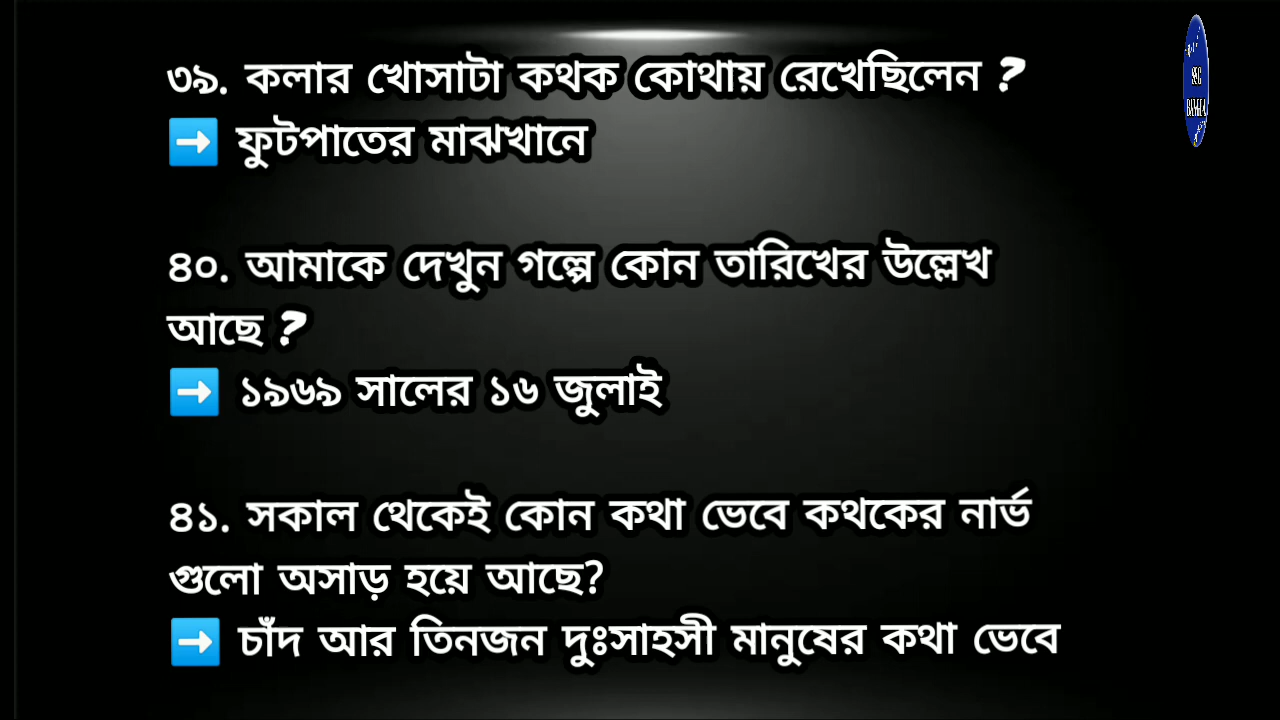 ৩৯. কলার খোসাটা কথক কোথায় রেখেছিলেন ?
➡ ফুটপাতের মাঝখানে
৪০. আমাকে দেখুন গল্পে কোন তারিখের উল্লেখ
আছে ?
➡ ১৯৬৯ সালের ১৬ জুলাই
৪১. সকাল থেকেই কোন কথা ভেবে কথকের নার্ভ
গুলো অসাড় হয়ে আছে?
➡ চাঁদ আর তিনজন দুঃসাহসী মানুষের কথা ভেবে